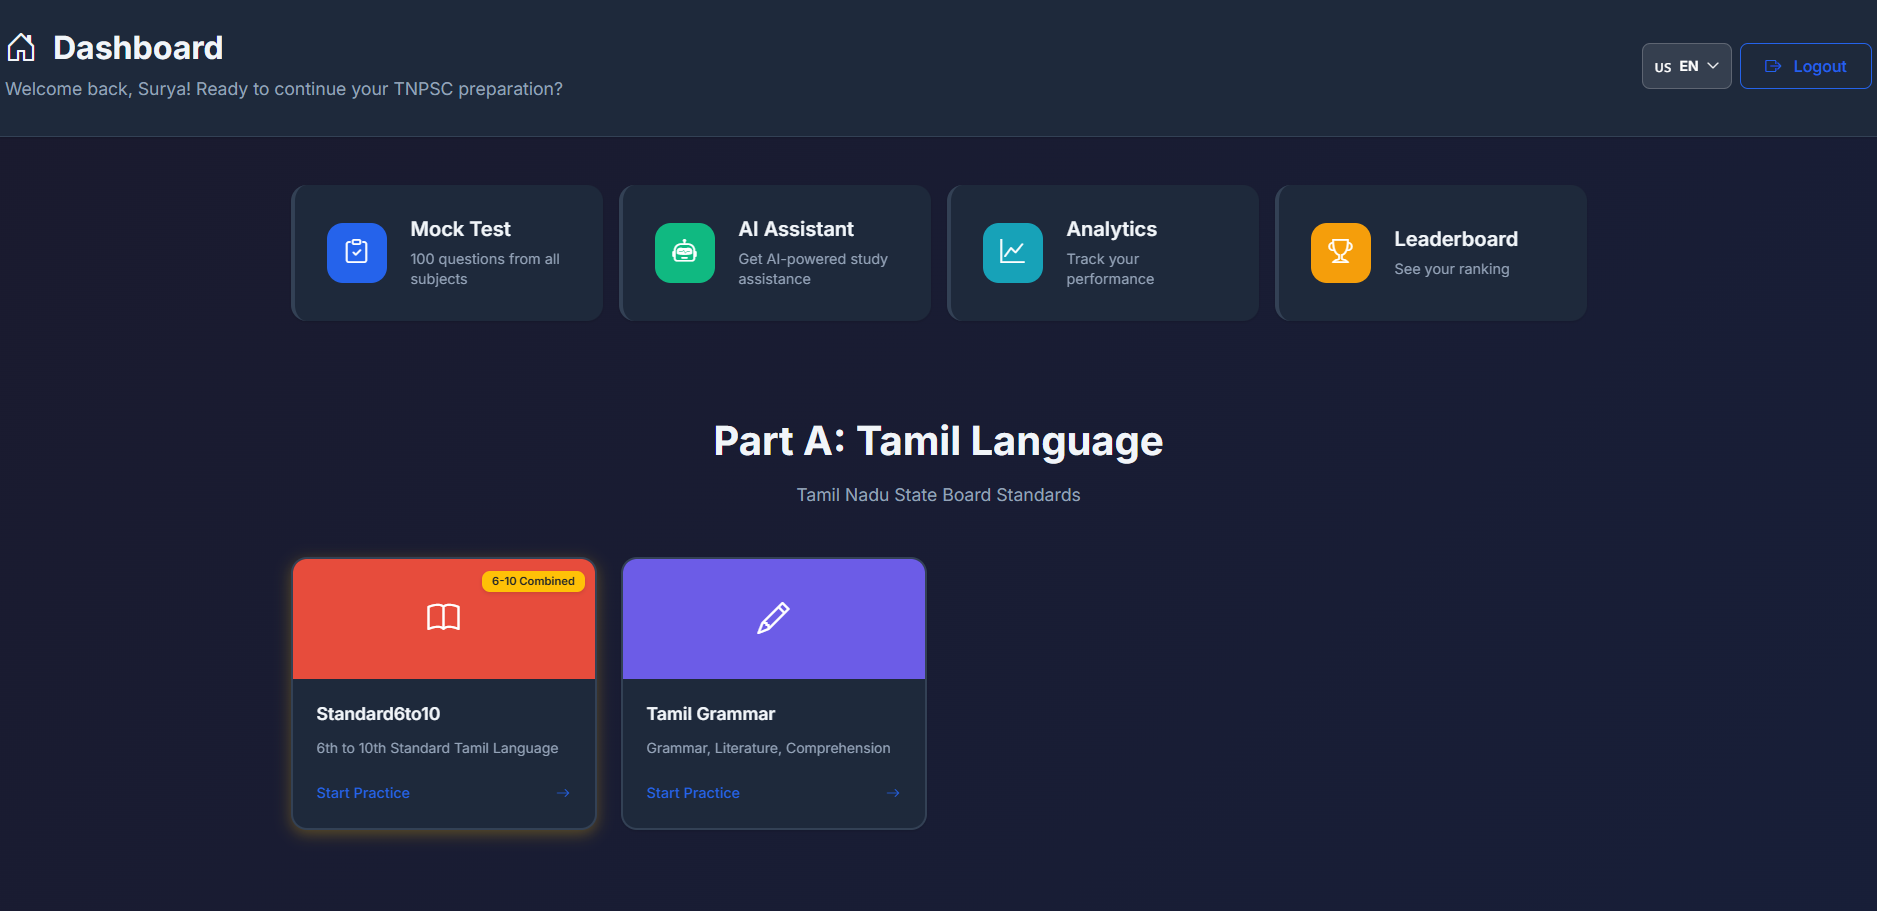 Dashboard
Welcome back, Surya! Ready to continue your TNPSC preparation?
US EN
Logout
Mock Test
100 questions from all
subjects
AI Assistant
Get AI-powered study
assistance
Analytics
Track your
performance
Leaderboard
See your ranking
Part A: Tamil Language
Tamil Nadu State Board Standards
6-10 Combined
Standard6to10
6th to 10th Standard Tamil Language
Start Practice
Tamil Grammar
Grammar, Literature, Comprehension
Start Practice